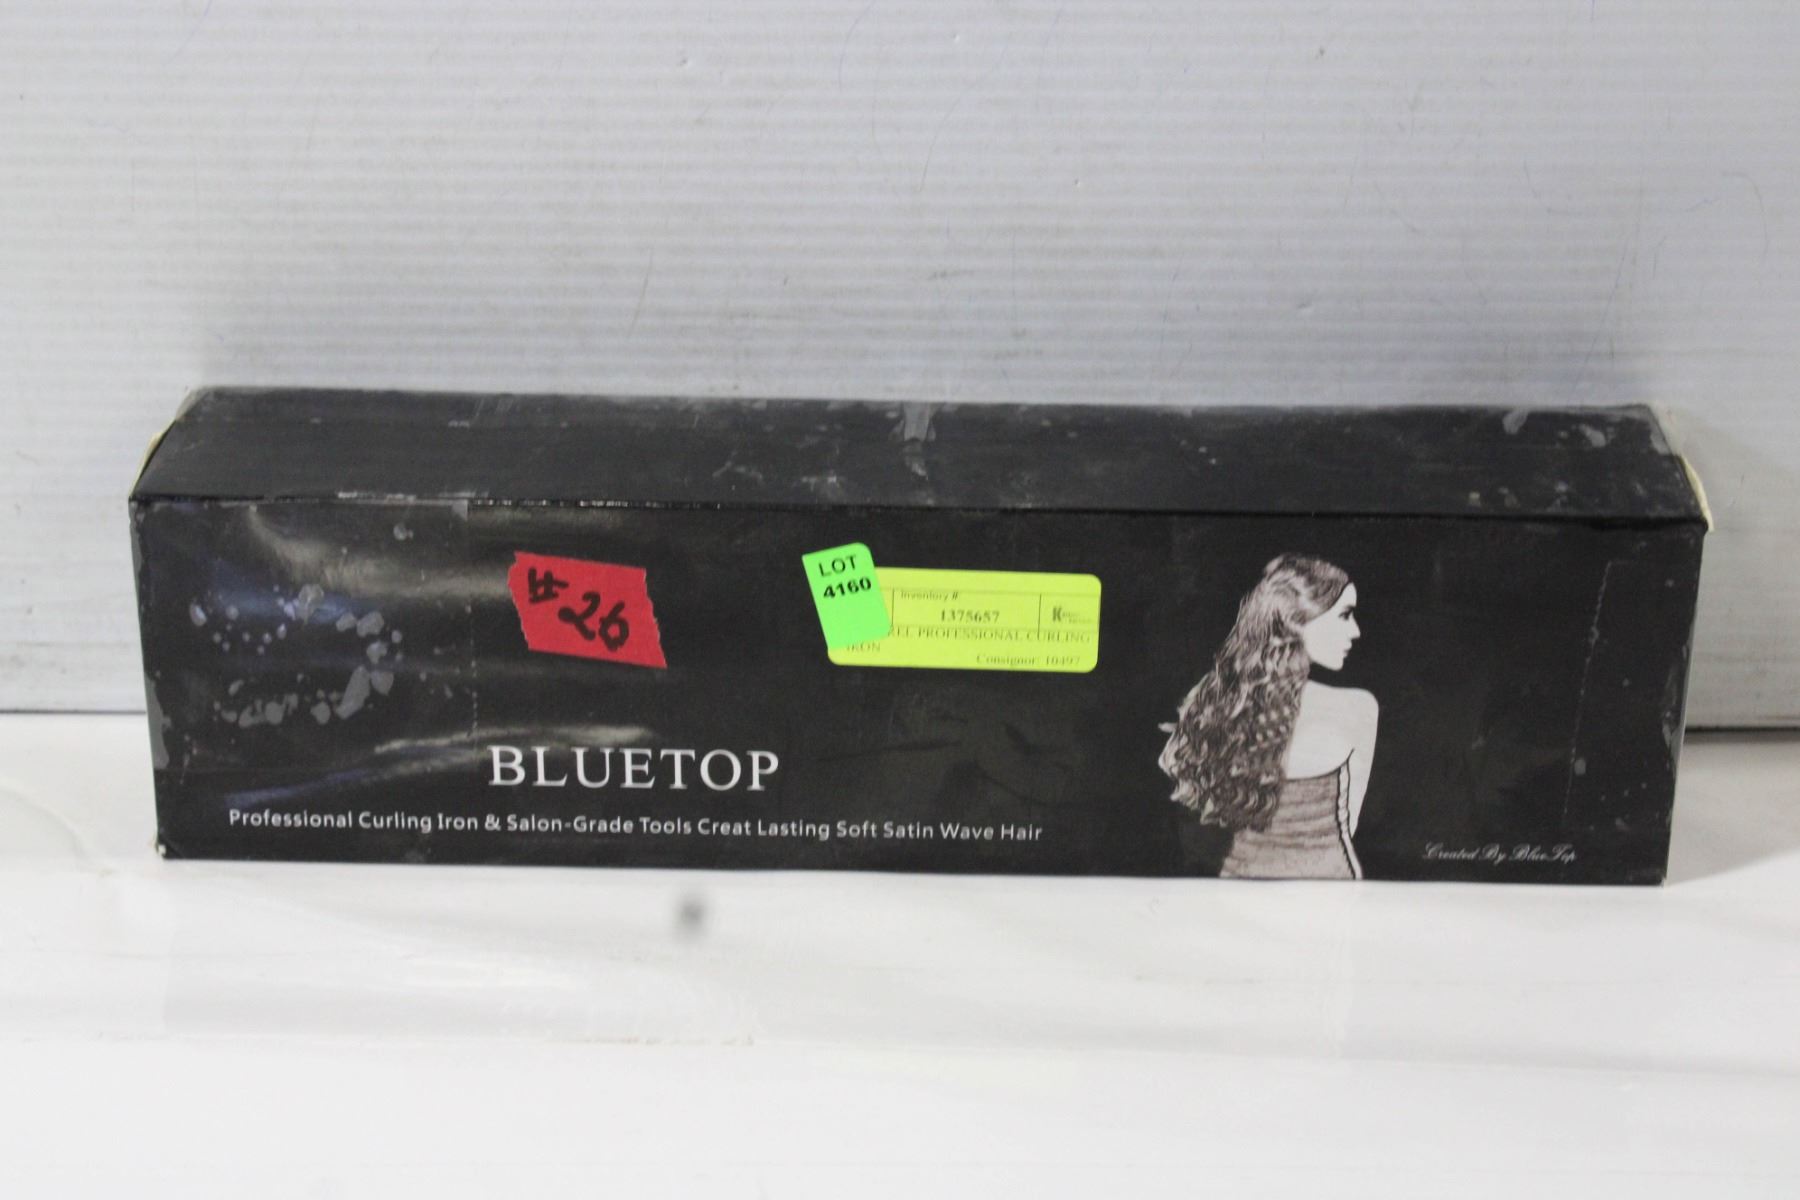 # 26
LOT
4160
Inventory #
1375657
REL PROFESSIONAL CURLING
IRON
Consignor: 10497
BLUETOP
Professional Curling Iron & Salon-Grade Tools Creat Lasting Soft Satin Wave Hair
Created By BlueTop